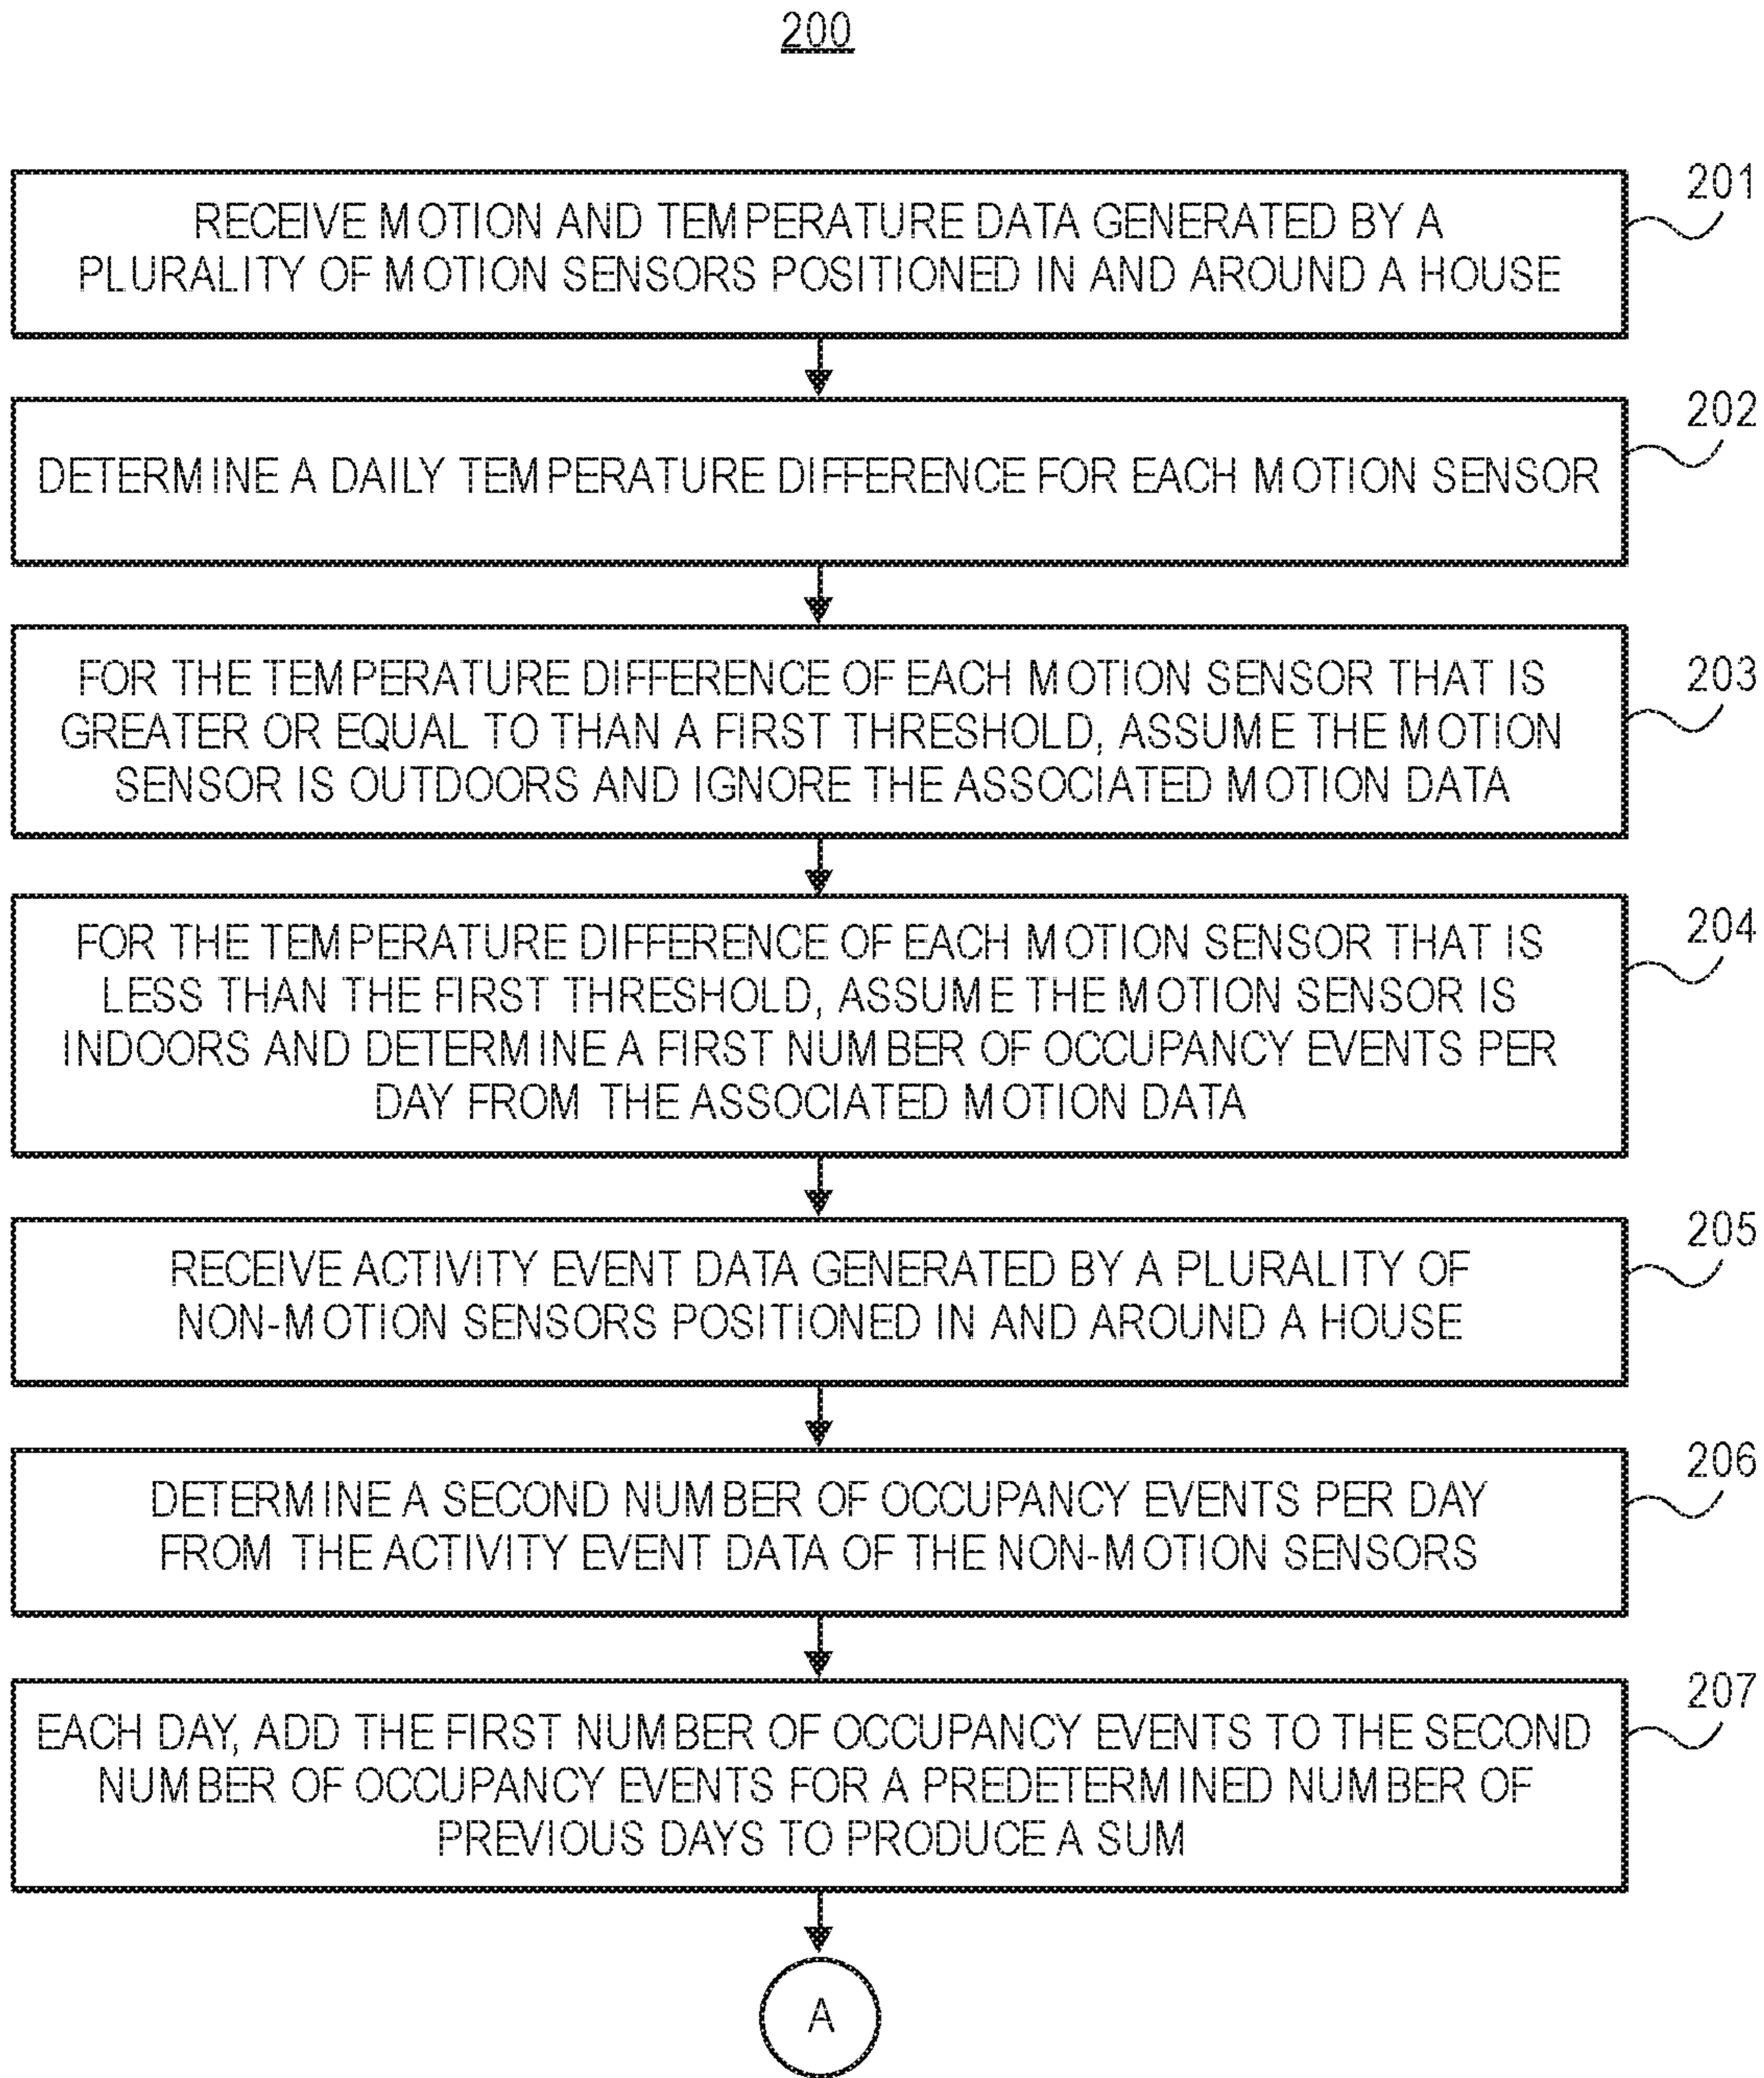 200
201
RECEIVE MOTION AND TEMPERATURE DATA GENERATED BY A
PLURALITY OF MOTION SENSORS POSITIONED IN AND AROUND A HOUSE
202
DETERMINE A DAILY TEMPERATURE DIFFERENCE FOR EACH MOTION SENSOR
203
FOR THE TEMPERATURE DIFFERENCE OF EACH MOTION SENSOR THAT IS
GREATER OR EQUAL TO THAN A FIRST THRESHOLD, ASSUME THE MOTION
SENSOR IS OUTDOORS AND IGNORE THE ASSOCIATED MOTION DATA
204
FOR THE TEMPERATURE DIFFERENCE OF EACH MOTION SENSOR THAT IS
LESS THAN THE FIRST THRESHOLD, ASSUME THE MOTION SENSOR IS
INDOORS AND DETERMINE A FIRST NUMBER OF OCCUPANCY EVENTS PER
DAY FROM THE ASSOCIATED MOTION DATA
205
RECEIVE ACTIVITY EVENT DATA GENERATED BY A PLURALITY OF
NON-MOTION SENSORS POSITIONED IN AND AROUND A HOUSE
206
DETERMINE A SECOND NUMBER OF OCCUPANCY EVENTS PER DAY
FROM THE ACTIVITY EVENT DATA OF THE NON-MOTION SENSORS
207
EACH DAY, ADD THE FIRST NUMBER OF OCCUPANCY EVENTS TO THE SECOND
NUMBER OF OCCUPANCY EVENTS FOR A PREDETERMINED NUMBER OF
PREVIOUS DAYS TO PRODUCE A SUM
A